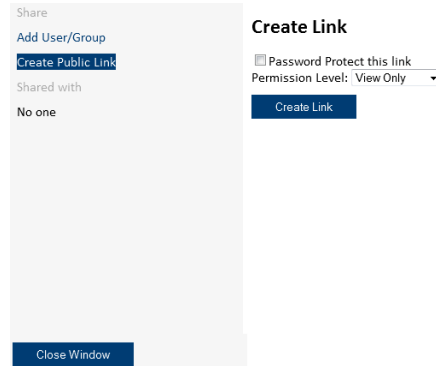 Share
Add User/Group
Create Public Link
Shared with
No one
Close Window
Create Link
Password Protect this link
Permission Level: View Only
Create Link